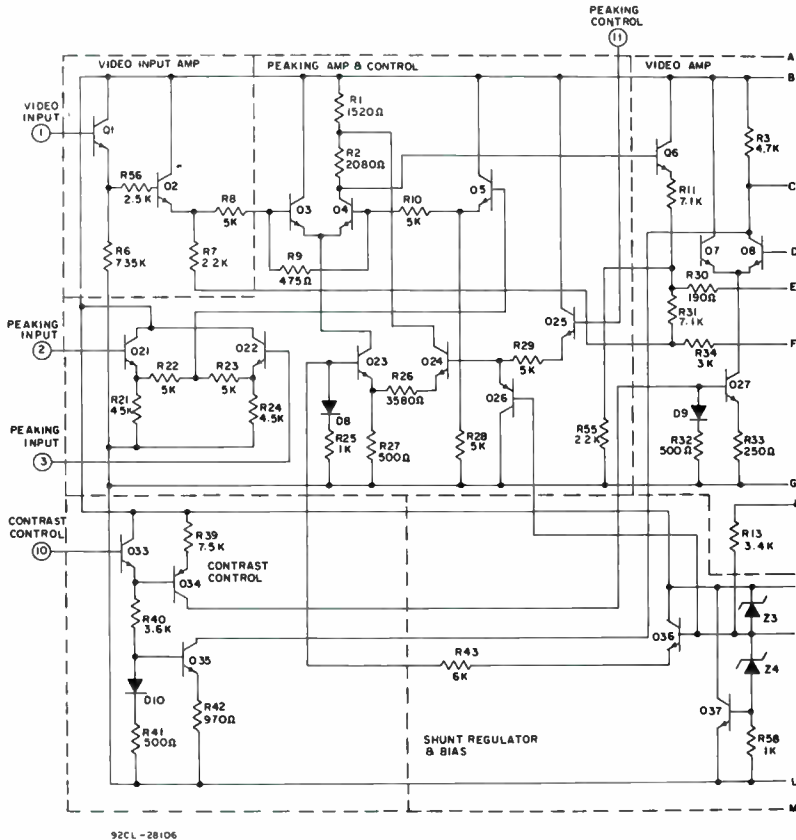 PEAKING
CONTROL
11
VIDEO INPUT AMP
PEAKING AMP & CONTROL
VIDEO AMP
A
B
VIDEO
INPUT
1
Q1
R56
2.5K
Q2
R6
735K
R7
2.2K
R8
5K
R1
1520Ω
R2
2080Ω
Q3
Q4
R9
475Ω
R10
5K
Q5
Q6
R11
7.1K
R3
4.7K
C
Q7
Q8
D
R30
190Ω
E
R31
7.1K
R34
3K
F
PEAKING
INPUT
2
Q21
R22
5K
R23
5K
Q22
R21
4.5K
R24
4.5K
PEAKING
INPUT
3
Q23
Q24
R26
3580Ω
D8
R25
1K
R27
500Ω
R28
5K
R29
5K
Q25
Q26
R55
2.2K
Q27
D9
R32
500Ω
R33
250Ω
G
CONTRAST
CONTROL
10
Q33
R39
7.5K
Q34
CONTRAST
CONTROL
R40
3.6K
Q35
D10
R41
500Ω
R42
970Ω
R43
6K
Q36
R13
3.4K
Z3
Z4
Q37
R58
1K
SHUNT REGULATOR
& BIAS
L
M
92CL-28106